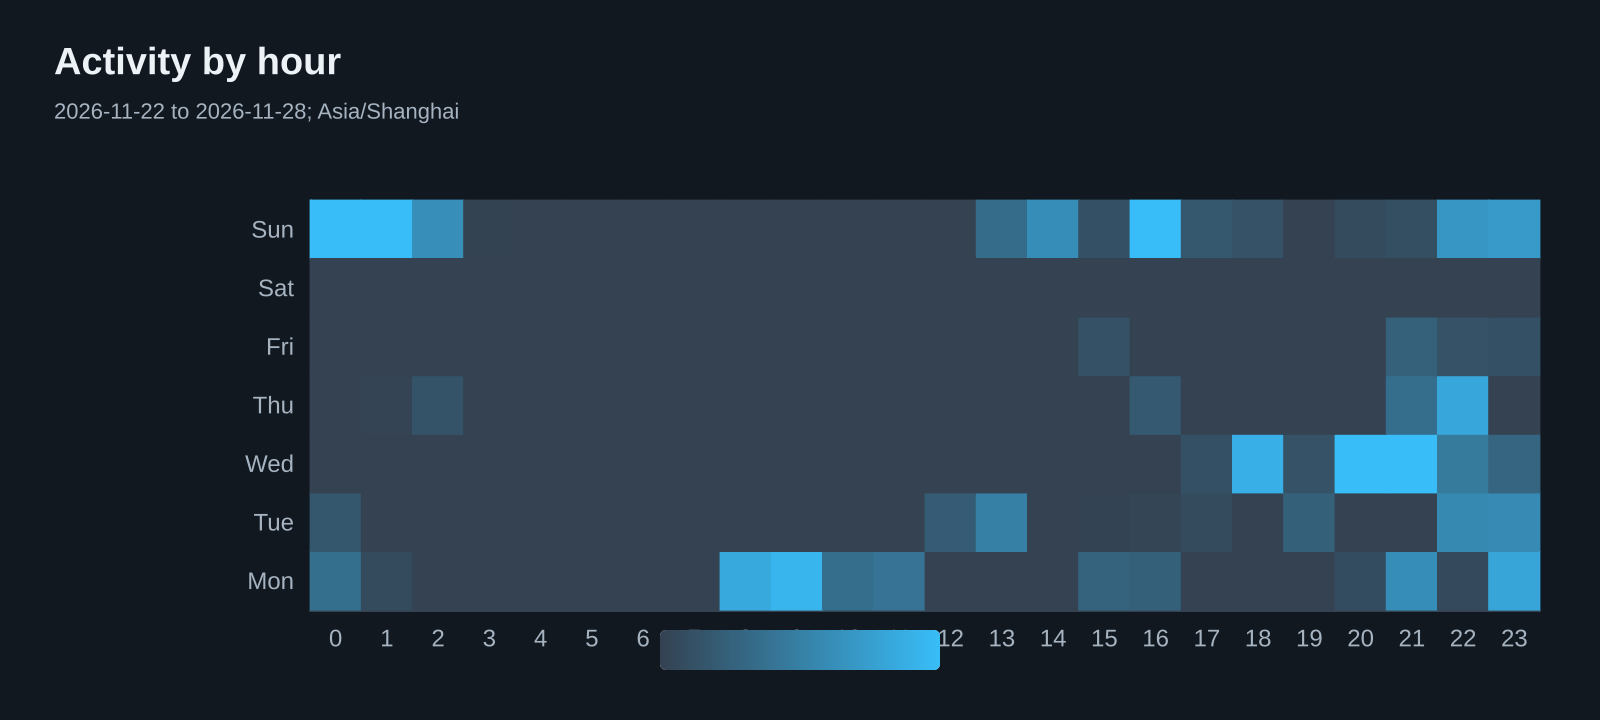 Activity by hour
2026-11-22 to 2026-11-28; Asia/Shanghai
Sun
Sat
Fri
Thu
Wed
Tue
Mon
0 1 2 3 4 5 6 12 13 14 15 16 17 18 19 20 21 22 23